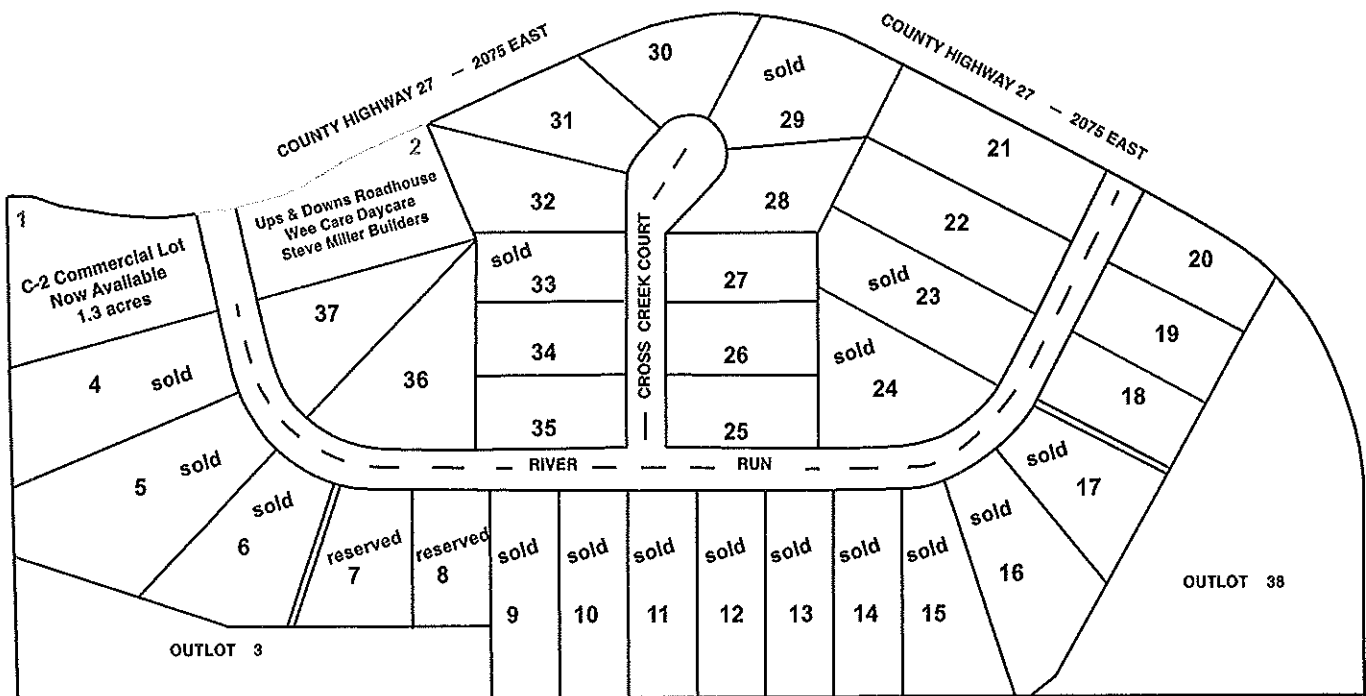 COUNTY HIGHWAY 27 — 2075 EAST
COUNTY HIGHWAY 27 — 2075 EAST
30
sold
29
31
2
Ups & Downs Roadhouse
Wee Care Daycare
Steve Miller Builders
32
28
21
22
sold 23
20
19
18
1
C-2 Commercial Lot
Now Available
1.3 acres
37
36
sold
33
34
35
CROSS CREEK COURT
27
26
25
sold
24
4 sold
5 sold
sold
6
RIVER RUN
reserved
7
reserved
8
sold
9
sold
10
sold
11
sold
12
sold
13
sold
14
sold
15
sold
16
sold
17
OUTLOT 3
OUTLOT 38